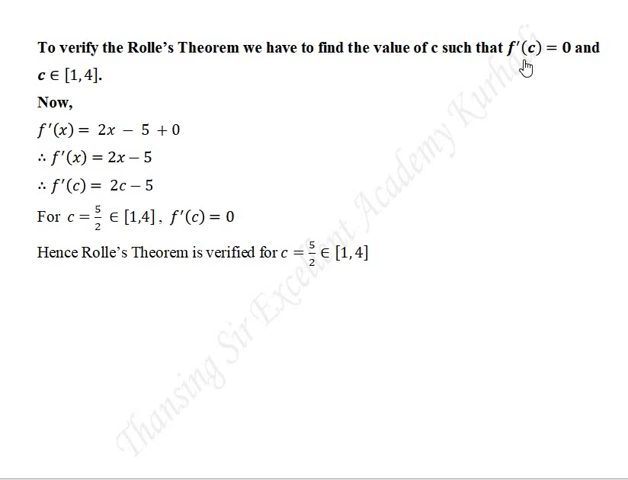 To verify the Rolle's Theorem we have to find the value of c such that f′(c) = 0 and
c ∈ [1, 4].
Now,
f′(x) = 2x − 5 + 0
∴ f′(x) = 2x − 5
∴ f′(c) = 2c − 5
For c = 5/2 ∈ [1,4] , f′(c) = 0
Hence Rolle's Theorem is verified for c = 5/2 ∈ [1, 4]
Thansing Sir Excellent Academy Kurhadi